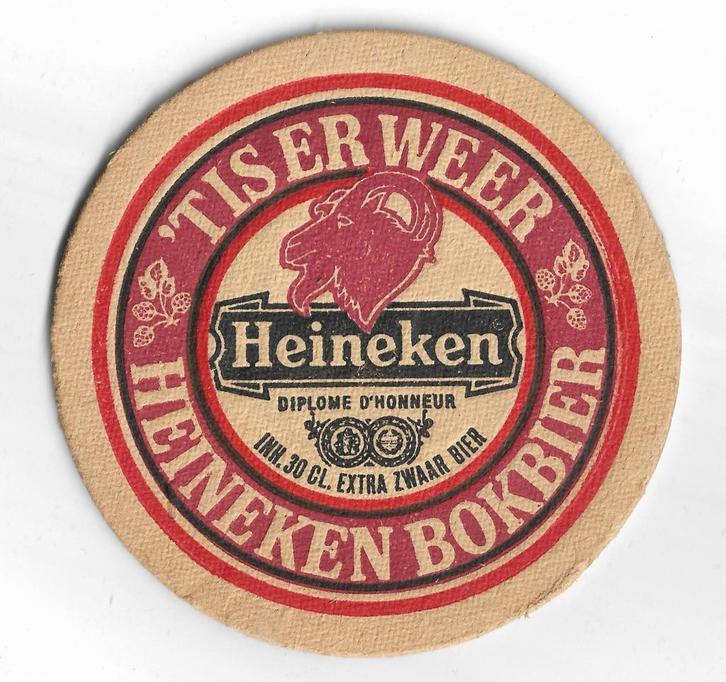 'TIS ER WEER
Heineken
DIPLOME D'HONNEUR
INH. 30 CL. EXTRA ZWAAR BIER
HEINEKEN BOKBIER